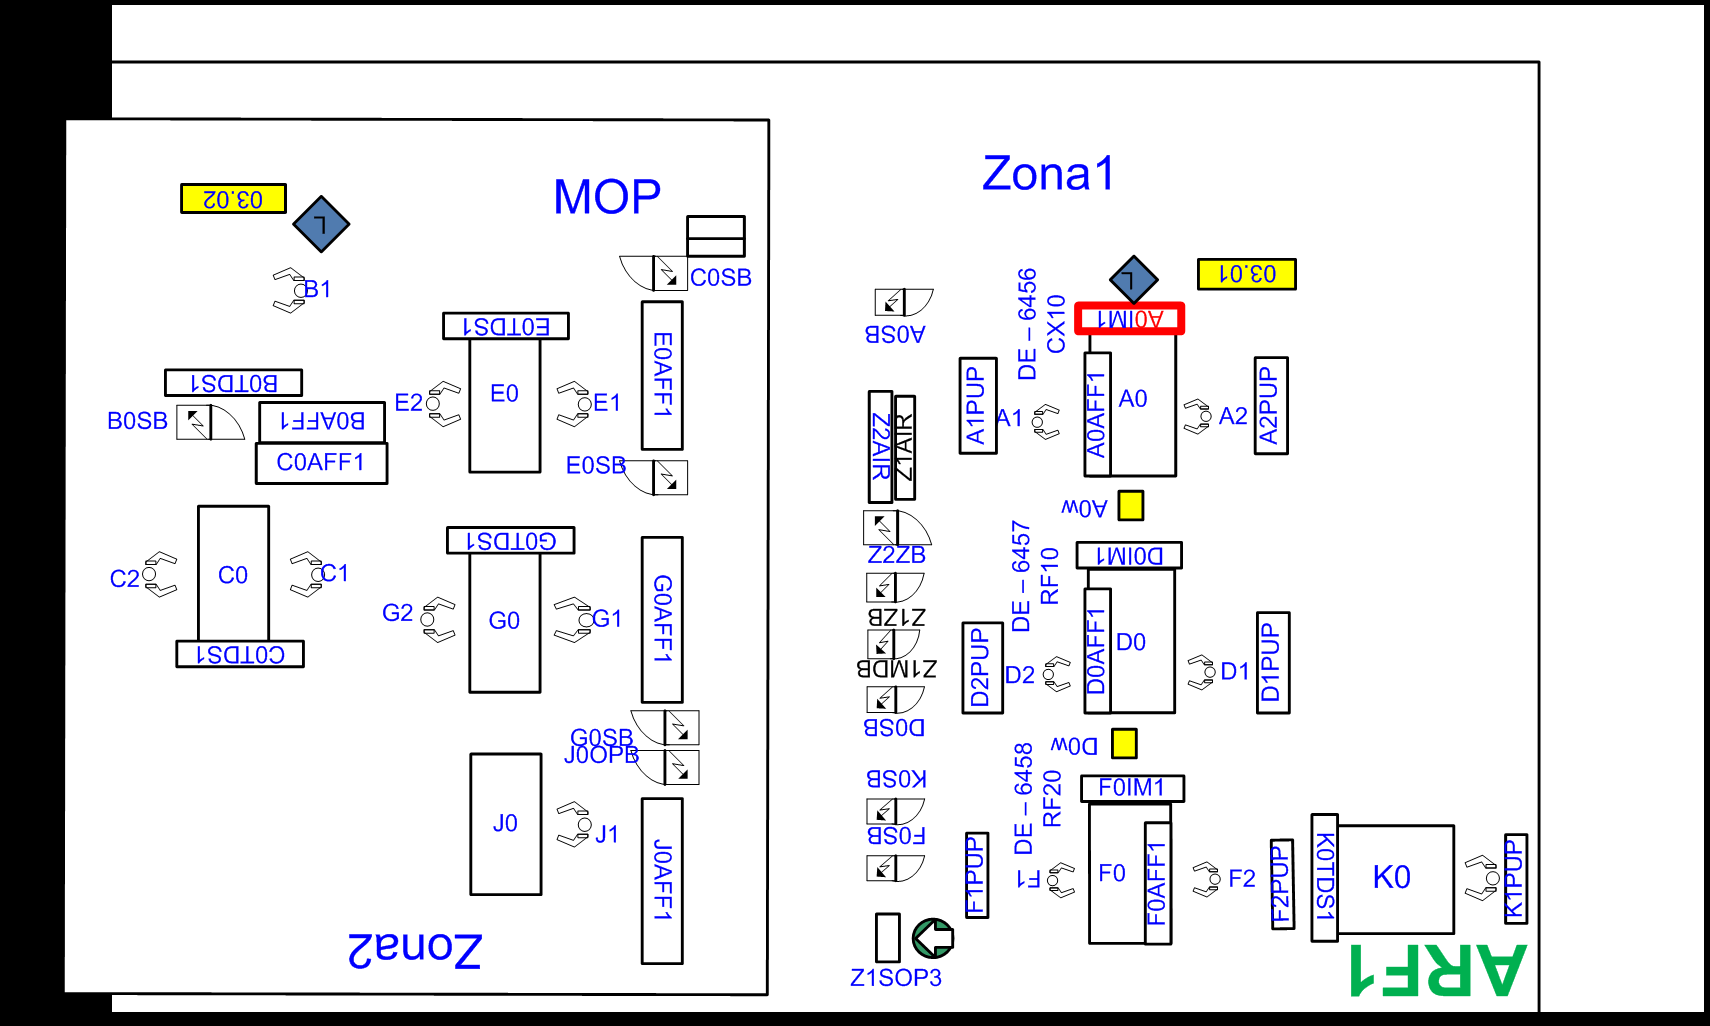 Zona1
MOP
03.02
L
B1
C0SB
E0TDS1
E0
E2
E1
E0AFF1
B0TDS1
B0SB
B0AFF1
C0AFF1
E0SB
C0
C2
C1
C0TDS1
G0TDS1
G0
G2
G1
G0AFF1
G0SB
J0OPB
J0
J1
J0AFF1
Zona2
A0SB
DE – 6456
CX10
L
03.01
A0IM1
A1PUP
A1
A0AFF1
A0
A2
A2PUP
Z2AIR
Z1AIR
A0w
Z2ZB
Z1ZB
Z1MDB
D0SB
DE – 6457
RF10
D0IM1
D2PUP
D2
D0AFF1
D0
D1
D1PUP
D0w
K0SB
F0SB
DE – 6458
RF20
F0IM1
F1PUP
F1
F0
F0AFF1
F2
F2PUP
K0TDS1
K0
K1PUP
Z1SOP3
ARF1